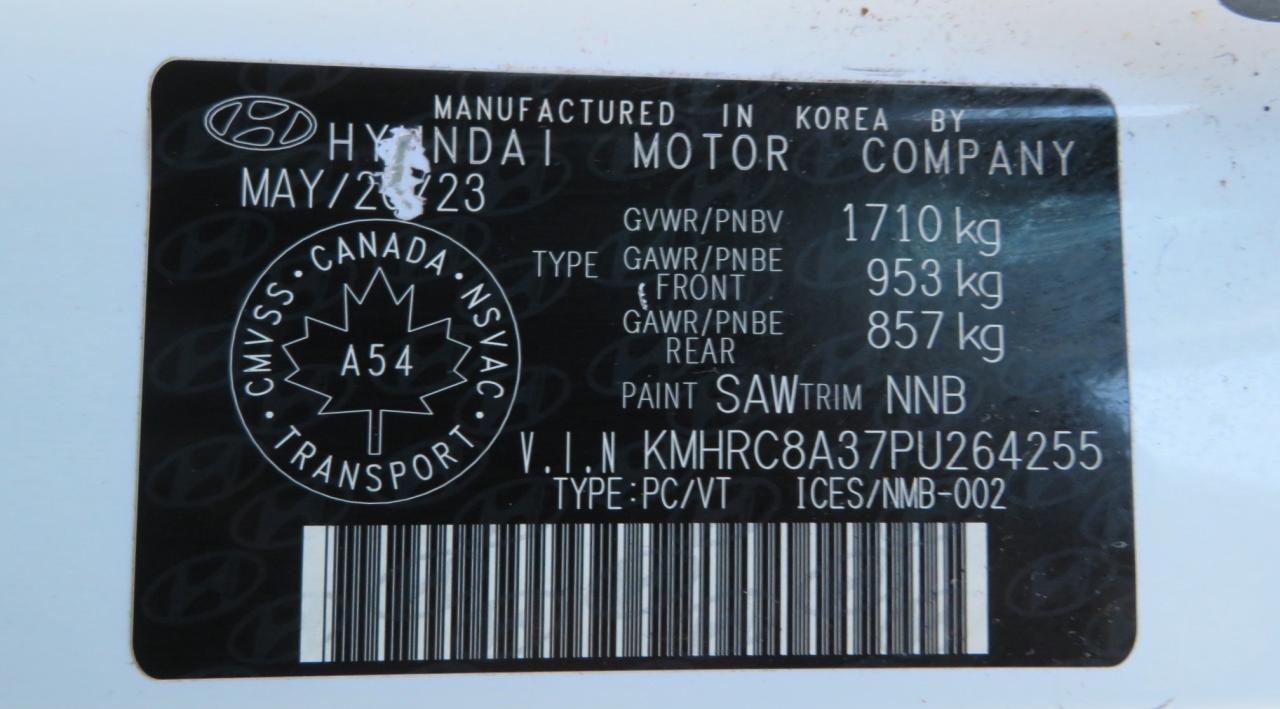 MANUFACTURED IN KOREA BY
HYUNDAI MOTOR COMPANY
MAY/ /23
GVWR/PNBV 1710 kg
TYPE GAWR/PNBE FRONT 953 kg
GAWR/PNBE REAR 857 kg
CMVSS • CANADA • NSVAC • TRANSPORT •
A54
PAINT SAW TRIM NNB
V.I.N KMHRC8A37PU264255
TYPE:PC/VT ICES/NMB-002